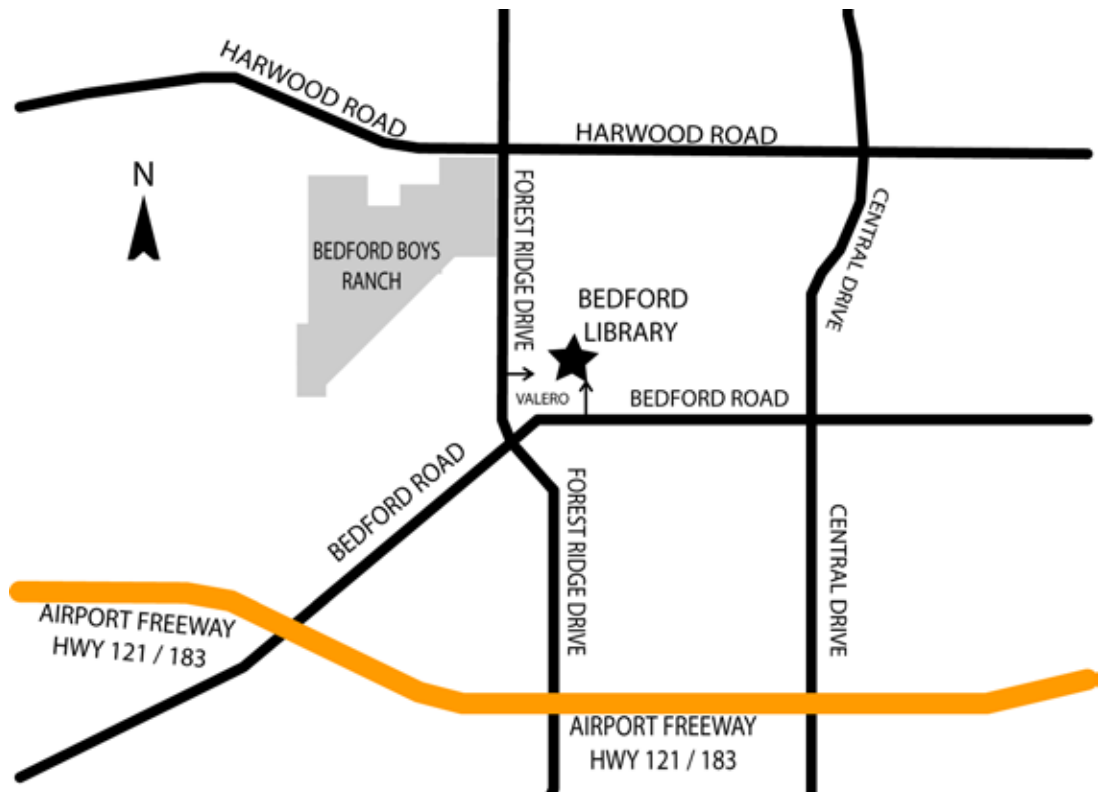 HARWOOD ROAD
HARWOOD ROAD
N
FOREST RIDGE DRIVE
CENTRAL DRIVE
BEDFORD BOYS
RANCH
BEDFORD
LIBRARY
VALERO
BEDFORD ROAD
BEDFORD ROAD
FOREST RIDGE DRIVE
CENTRAL DRIVE
AIRPORT FREEWAY
HWY 121 / 183
AIRPORT FREEWAY
HWY 121 / 183